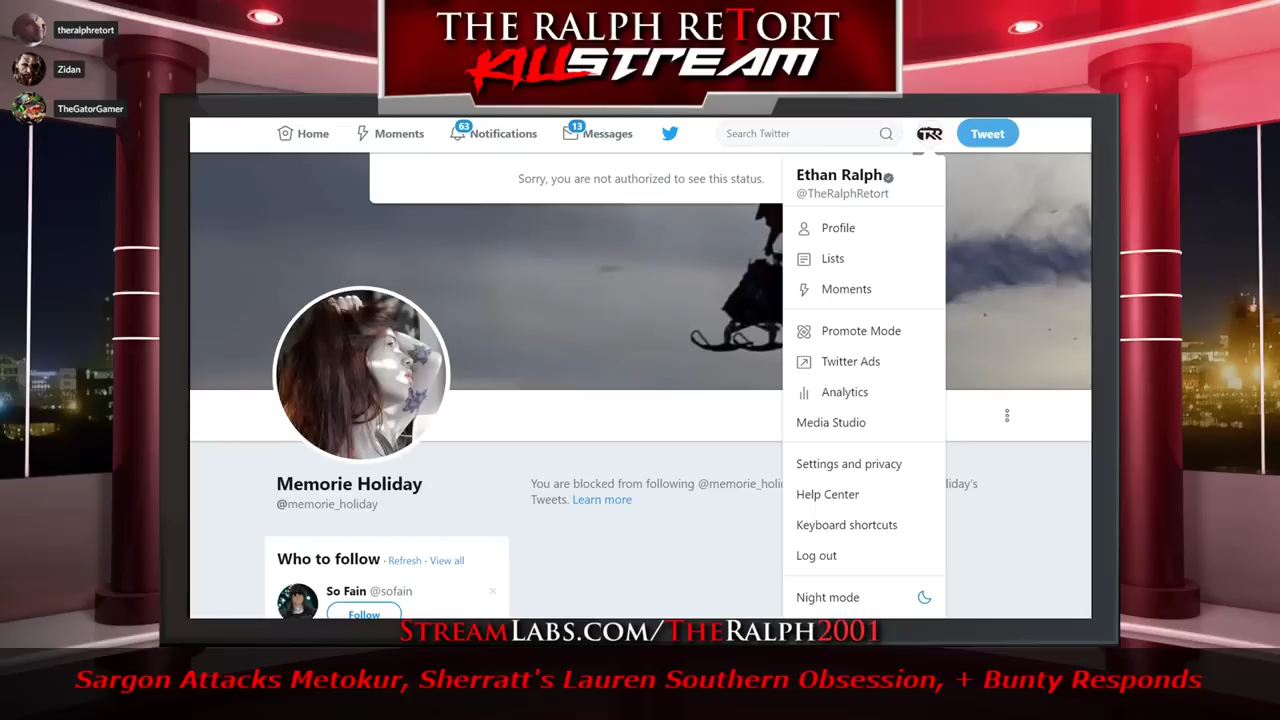 theralphretort
Zidan
TheGatorGamer
THE RALPH RETORT
KILLSTREAM
Home
Moments
63
Notifications
13
Messages
Search Twitter
TRR
Tweet
Sorry, you are not authorized to see this status.
Ethan Ralph
@TheRalphRetort
Profile
Lists
Moments
Promote Mode
Twitter Ads
Analytics
Media Studio
Settings and privacy
Help Center
Keyboard shortcuts
Log out
Night mode
Memorie Holiday
@memorie_holiday
You are blocked from following @memorie_holi
liday's
Tweets. Learn more
Who to follow · Refresh · View all
So Fain @sofain
Follow
STREAMLABS.COM/THERALPH2001
Sargon Attacks Metokur, Sherratt's Lauren Southern Obsession, + Bunty Responds